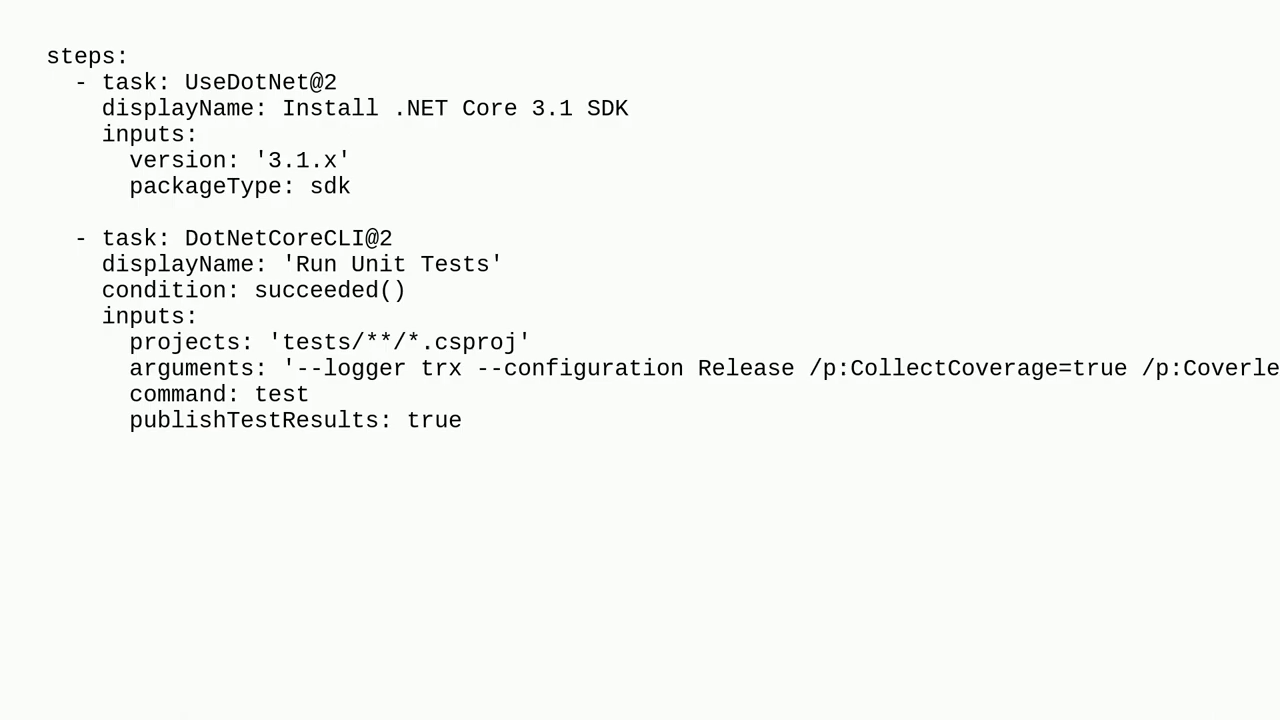 steps:
  - task: UseDotNet@2
    displayName: Install .NET Core 3.1 SDK
    inputs:
      version: '3.1.x'
      packageType: sdk

  - task: DotNetCoreCLI@2
    displayName: 'Run Unit Tests'
    condition: succeeded()
    inputs:
      projects: 'tests/**/*.csproj'
      arguments: '--logger trx --configuration Release /p:CollectCoverage=true /p:Coverle
      command: test
      publishTestResults: true